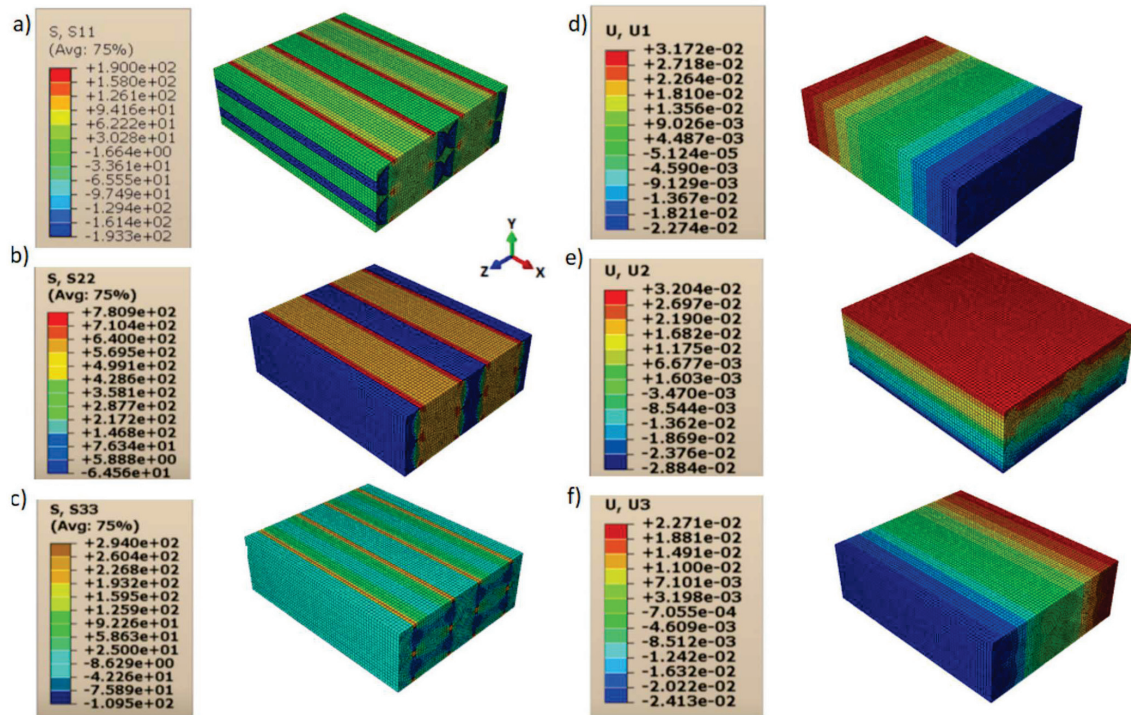 a)
S, S11
(Avg: 75%)
+1.900e+02
+1.580e+02
+1.261e+02
+9.416e+01
+6.222e+01
+3.028e+01
-1.664e+00
-3.361e+01
-6.555e+01
-9.749e+01
-1.294e+02
-1.614e+02
-1.933e+02
b)
S, S22
(Avg: 75%)
+7.809e+02
+7.104e+02
+6.400e+02
+5.695e+02
+4.991e+02
+4.286e+02
+3.581e+02
+2.877e+02
+2.172e+02
+1.468e+02
+7.634e+01
+5.888e+00
-6.456e+01
c)
S, S33
(Avg: 75%)
+2.940e+02
+2.604e+02
+2.268e+02
+1.932e+02
+1.595e+02
+1.259e+02
+9.226e+01
+5.863e+01
+2.500e+01
-8.629e+00
-4.226e+01
-7.589e+01
-1.095e+02
Y
Z
X
d)
U, U1
+3.172e-02
+2.718e-02
+2.264e-02
+1.810e-02
+1.356e-02
+9.026e-03
+4.487e-03
-5.124e-05
-4.590e-03
-9.129e-03
-1.367e-02
-1.821e-02
-2.274e-02
e)
U, U2
+3.204e-02
+2.697e-02
+2.190e-02
+1.682e-02
+1.175e-02
+6.677e-03
+1.603e-03
-3.470e-03
-8.544e-03
-1.362e-02
-1.869e-02
-2.376e-02
-2.884e-02
f)
U, U3
+2.271e-02
+1.881e-02
+1.491e-02
+1.100e-02
+7.101e-03
+3.198e-03
-7.055e-04
-4.609e-03
-8.512e-03
-1.242e-02
-1.632e-02
-2.022e-02
-2.413e-02